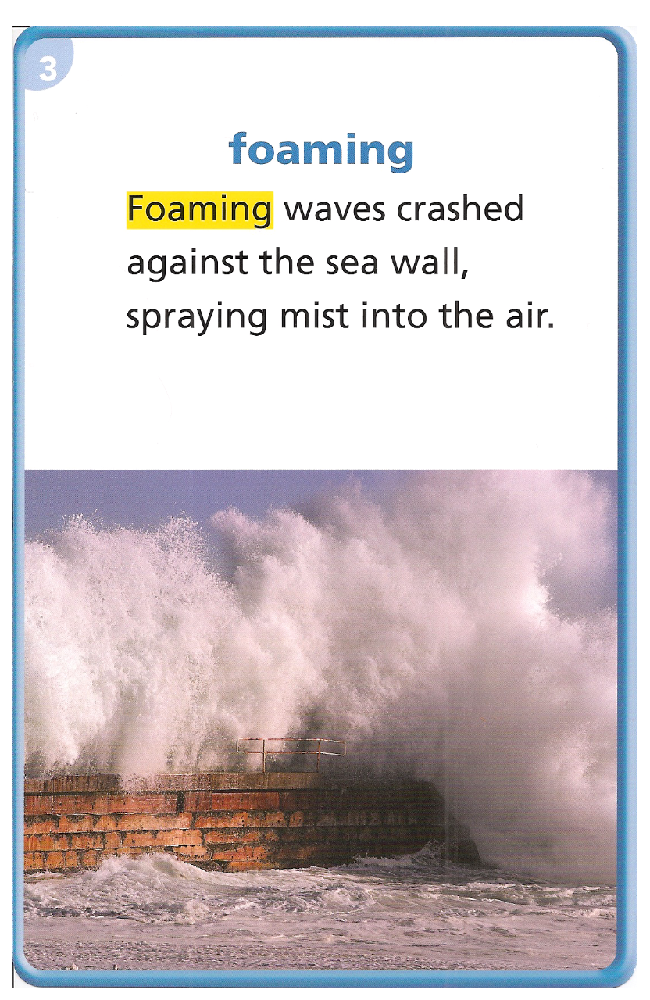 3
foaming
Foaming waves crashed
against the sea wall,
spraying mist into the air.